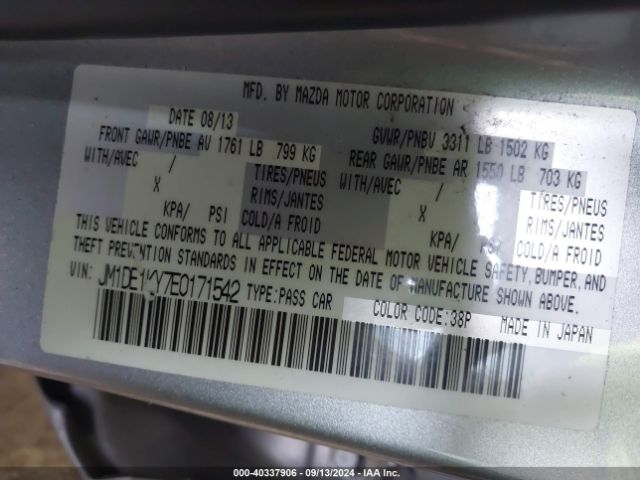 MFD. BY MAZDA MOTOR CORPORATION
DATE 08/13
GVWR/PNBV 3311 LB 1502 KG
FRONT GAWR/PNBE AV 1761 LB 799 KG
REAR GAWR/PNBE AR 1550 LB 703 KG
WITH/AVEC / TIRES/PNEUS
WITH/AVEC / TIRES/PNEUS
X RIMS/JANTES
X RIMS/JANTES
KPA/ PSI COLD/A FROID
KPA/ PSI COLD/A FROID
THIS VEHICLE CONFORMS TO ALL APPLICABLE FEDERAL MOTOR VEHICLE SAFETY, BUMPER, AND
THEFT PREVENTION STANDARDS IN EFFECT ON THE DATE OF MANUFACTURE SHOWN ABOVE.
VIN: TYPE:PASS CAR COLOR CODE:38P MADE IN JAPAN
000-40337906 - 09/13/2024 - IAA Inc.